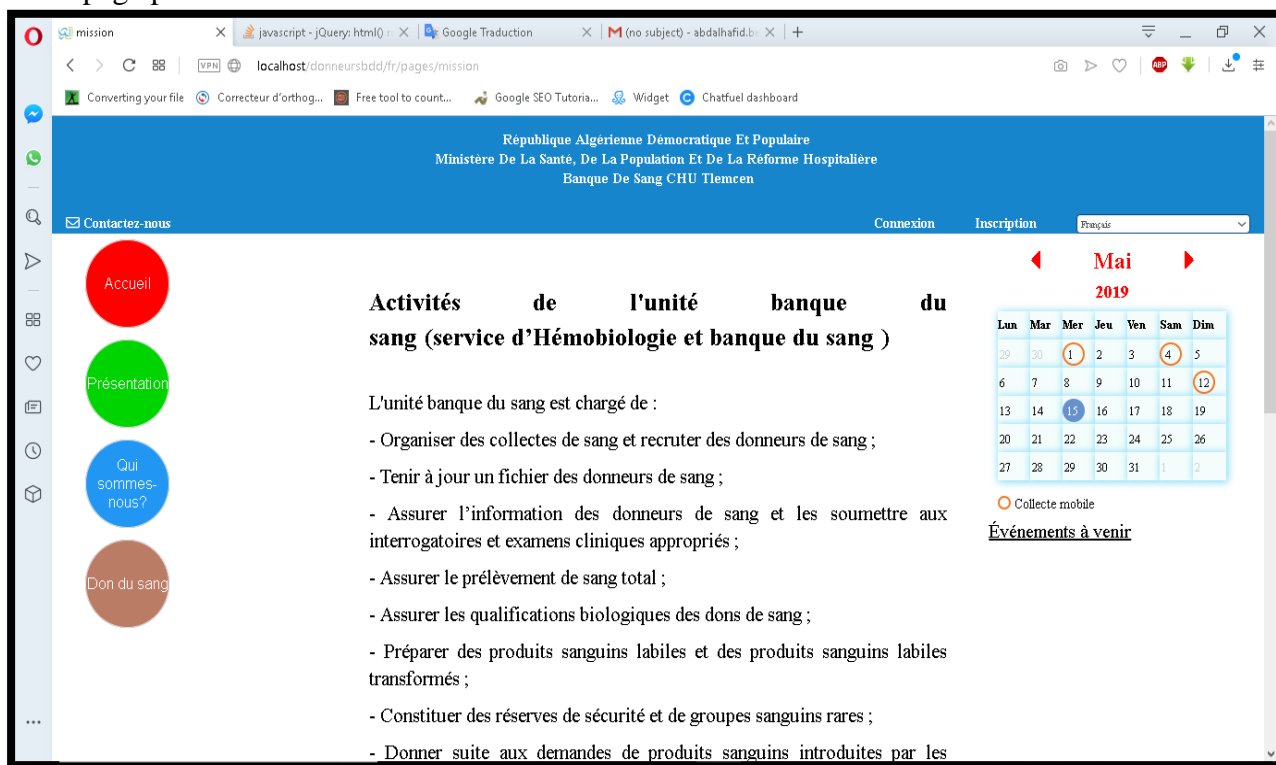 mission
javascript - jQuery: html()
Google Traduction
(no subject) - abdalhafid.b
VPN
localhost/donneursbdd/fr/pages/mission
ABP
Converting your file
Correcteur d'orthog...
Free tool to count...
Google SEO Tutoria...
Widget
Chatfuel dashboard
République Algérienne Démocratique Et Populaire
Ministère De La Santé, De La Population Et De La Réforme Hospitalière
Banque De Sang CHU Tlemcen
Contactez-nous
Connexion
Inscription
Français
Accueil
Présentation
Qui
sommes-
nous?
Don du sang
Activités de l'unité banque du
sang (service d'Hémobiologie et banque du sang )
L'unité banque du sang est chargé de :
- Organiser des collectes de sang et recruter des donneurs de sang ;
- Tenir à jour un fichier des donneurs de sang ;
- Assurer l'information des donneurs de sang et les soumettre aux
interrogatoires et examens cliniques appropriés ;
- Assurer le prélèvement de sang total ;
- Assurer les qualifications biologiques des dons de sang ;
- Préparer des produits sanguins labiles et des produits sanguins labiles
transformés ;
- Constituer des réserves de sécurité et de groupes sanguins rares ;
- Donner suite aux demandes de produits sanguins introduites par les
Mai
2019
Lun Mar Mer Jeu Ven Sam Dim
29 30 1 2 3 4 5
6 7 8 9 10 11 12
13 14 15 16 17 18 19
20 21 22 23 24 25 26
27 28 29 30 31 1 2
Collecte mobile
Événements à venir